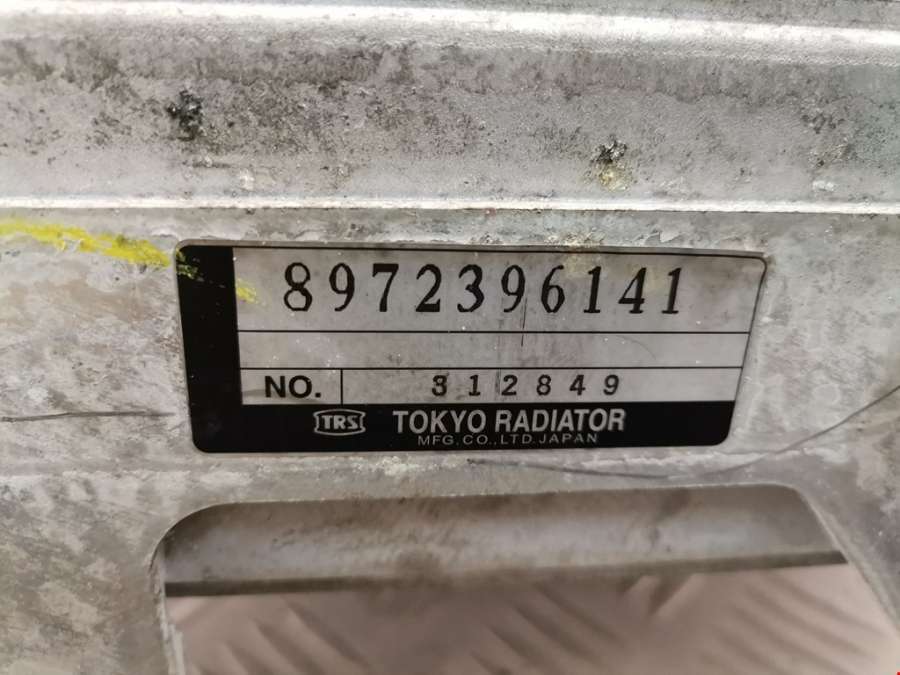 8972396141
NO. 312849
TRS TOKYO RADIATOR
MFG.CO.,LTD.JAPAN